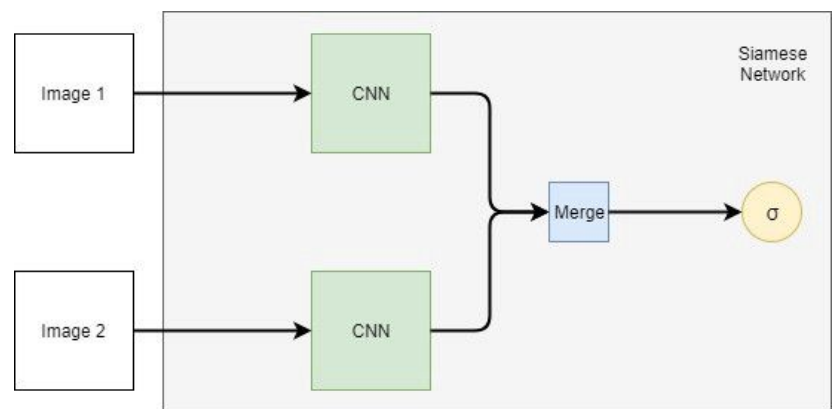 Siamese
Network
Image 1
CNN
Merge
σ
Image 2
CNN